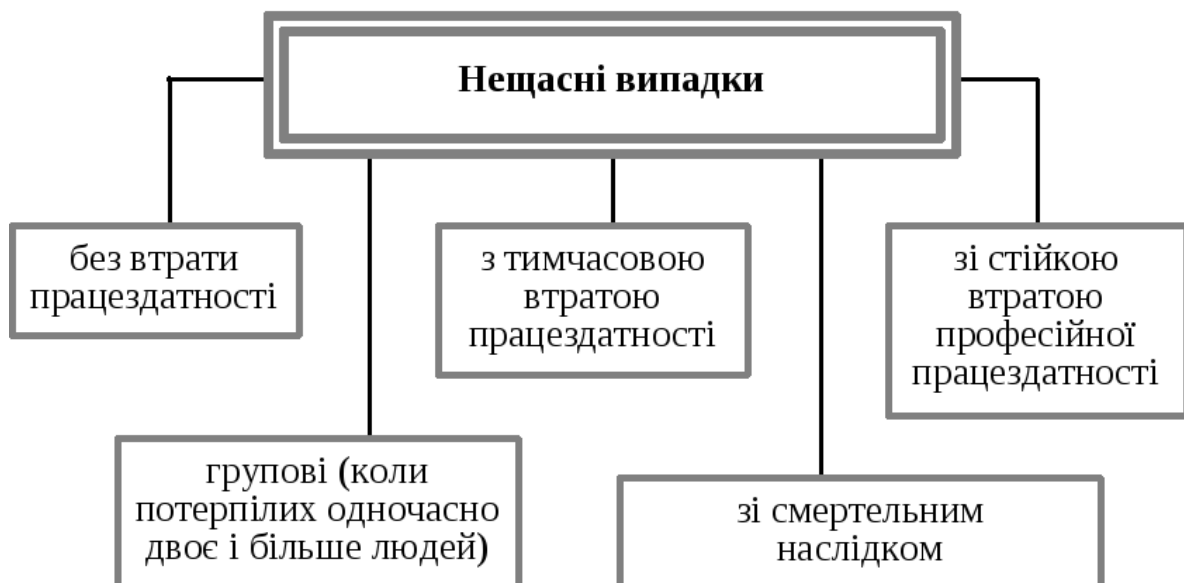 Нещасні випадки
без втрати
працездатності
з тимчасовою
втратою
працездатності
зі стійкою
втратою
професійної
працездатності
групові (коли
потерпілих одночасно
двоє і більше людей)
зі смертельним
наслідком